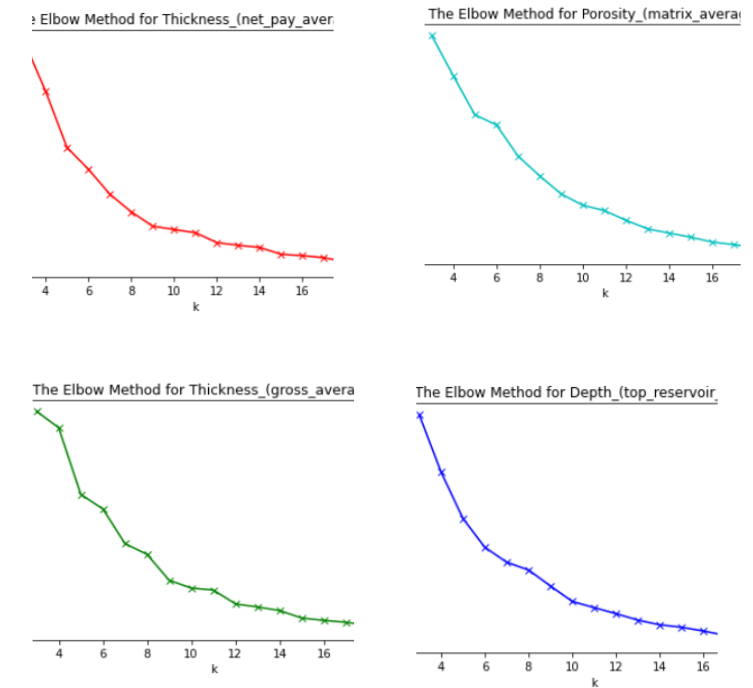 Elbow Method for Thickness_(net_pay_aver
4 6 8 10 12 14 16
k
The Elbow Method for Porosity_(matrix_averag
4 6 8 10 12 14 16
k
The Elbow Method for Thickness_(gross_avera
4 6 8 10 12 14 16
k
The Elbow Method for Depth_(top_reservoir_
4 6 8 10 12 14 16
k